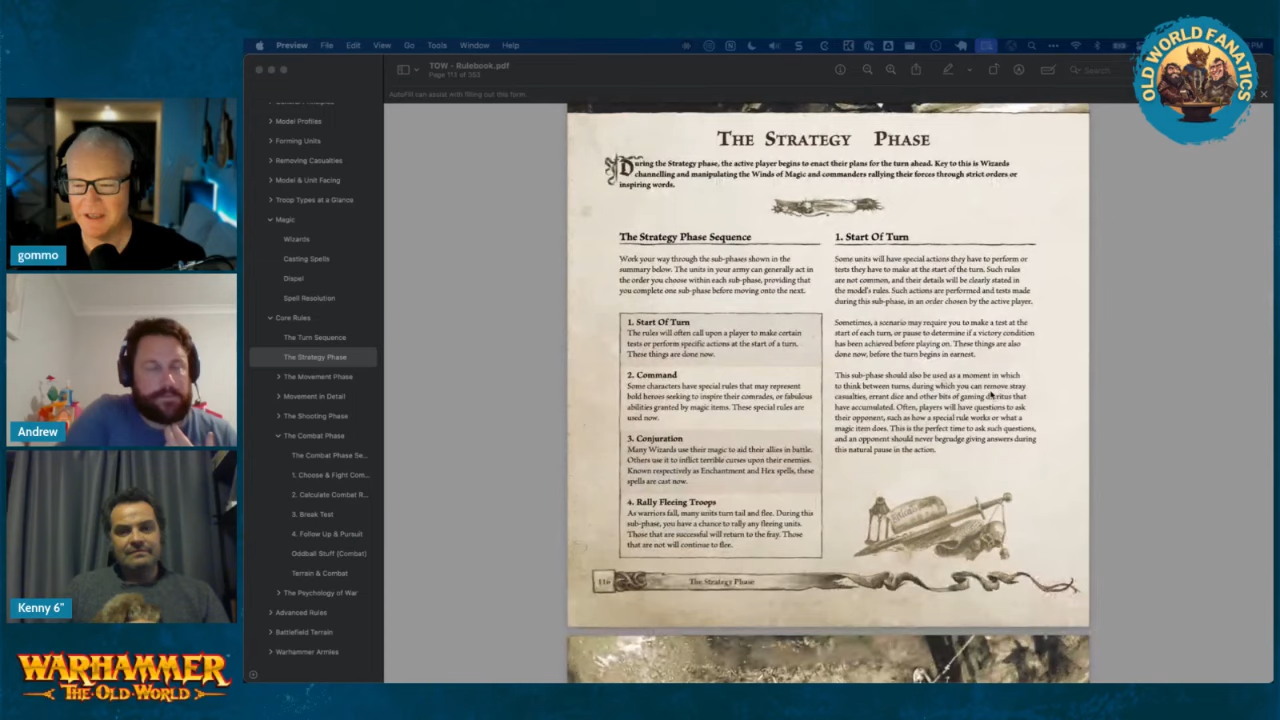 Preview File Edit View Go Tools Window Help
TOW - Rulebook.pdf
Page 111 of 353
Search
AutoFill can assist with filling out this form.
OLD WORLD FANATICS
gommo
Andrew
Kenny 6"
WARHAMMER
THE OLD WORLD
General Principles
Model Profiles
Forming Units
Removing Casualties
Model & Unit Facing
Troop Types at a Glance
Magic
Wizards
Casting Spells
Dispel
Spell Resolution
Core Rules
The Turn Sequence
The Strategy Phase
The Movement Phase
Movement in Detail
The Shooting Phase
The Combat Phase
The Combat Phase Se...
1. Choose & Fight Com...
2. Calculate Combat R...
3. Break Test
4. Follow Up & Pursuit
Oddball Stuff (Combat)
Terrain & Combat
The Psychology of War
Advanced Rules
Battlefield Terrain
Warhammer Armies
The Strategy Phase
During the Strategy phase, the active player begins to enact their plans for the turn ahead. Key to this is Wizards
channelling and manipulating the Winds of Magic and commanders rallying their forces through strict orders or
inspiring words.
The Strategy Phase Sequence
Work your way through the sub-phases shown in the
summary below. The units in your army can generally act in
the order you choose within each sub-phase, providing that
you complete one sub-phase before moving onto the next.
1. Start Of Turn
The rules will often call upon a player to make certain
tests or perform specific actions at the start of a turn.
These things are done now.
2. Command
Some characters have special rules that may represent
bold heroes seeking to inspire their comrades, or fabulous
abilities granted by magic items. These special rules are
used now.
3. Conjuration
Many Wizards use their magic to aid their allies in battle.
Others use it to inflict terrible curses upon their enemies.
Known respectively as Enchantment and Hex spells, these
spells are cast now.
4. Rally Fleeing Troops
As warriors fall, many units turn tail and flee. During this
sub-phase, you have a chance to rally any fleeing units.
Those that are successful will return to the fray. Those
that are not will continue to flee.
1. Start Of Turn
Some units will have special actions they have to perform or
tests they have to make at the start of the turn. Such rules
are not common, and their details will be clearly stated in
the model's rules. Such actions are performed and tests made
during this sub-phase, in an order chosen by the active player.
Sometimes, a scenario may require you to make a test at the
start of each turn, or pause to determine if a victory condition
has been achieved before playing on. These things are also
done now, before the turn begins in earnest.
This sub-phase should also be used as a moment in which
to think between turns, during which you can remove stray
casualties, errant dice and other bits of gaming detritus that
have accumulated. Often, players will have questions to ask
their opponent, such as how a special rule works or what a
magic item does. This is the perfect time to ask such questions,
and an opponent should never begrudge giving answers during
this natural pause in the action.
116
The Strategy Phase